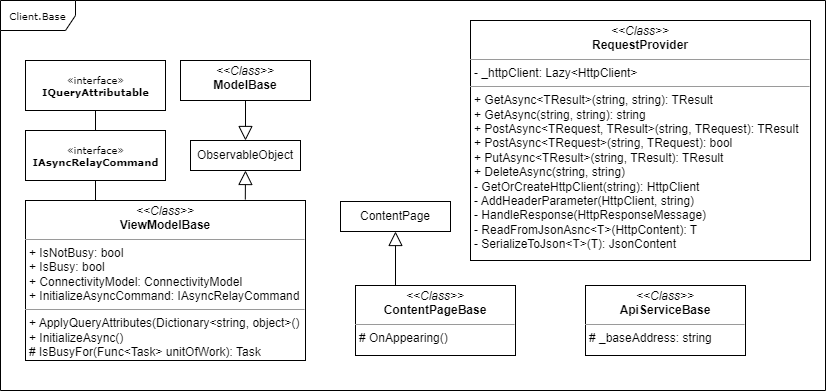 Client.Base
«interface»
IQueryAttributable
«interface»
IAsyncRelayCommand
<<Class>>
ModelBase
ObservableObject
<<Class>>
ViewModelBase
+ IsNotBusy: bool
+ IsBusy: bool
+ ConnectivityModel: ConnectivityModel
+ InitializeAsyncCommand: IAsyncRelayCommand
+ ApplyQueryAttributes(Dictionary<string, object>()
+ InitializeAsync()
# IsBusyFor(Func<Task> unitOfWork): Task
ContentPage
<<Class>>
ContentPageBase
# OnAppearing()
<<Class>>
RequestProvider
- _httpClient: Lazy<HttpClient>
+ GetAsync<TResult>(string, string): TResult
+ GetAsync(string, string): string
+ PostAsync<TRequest, TResult>(string, TRequest): TResult
+ PostAsync<TRequest>(string, TRequest): bool
+ PutAsync<TResult>(string, TResult): TResult
+ DeleteAsync(string, string)
- GetOrCreateHttpClient(string): HttpClient
- AddHeaderParameter(HttpClient, string)
- HandleResponse(HttpResponseMessage)
- ReadFromJsonAsnc<T>(HttpContent): T
- SerializeToJson<T>(T): JsonContent
<<Class>>
ApiServiceBase
# _baseAddress: string